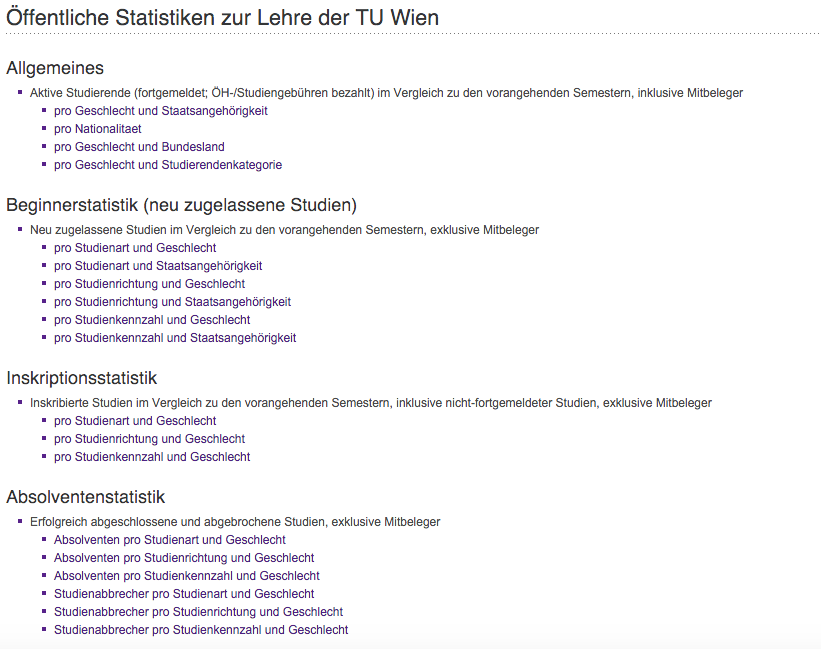 Öffentliche Statistiken zur Lehre der TU Wien
Allgemeines
Aktive Studierende (fortgemeldet; ÖH-/Studiengebühren bezahlt) im Vergleich zu den vorangehenden Semestern, inklusive Mitbeleger
pro Geschlecht und Staatsangehörigkeit
pro Nationalitaet
pro Geschlecht und Bundesland
pro Geschlecht und Studierendenkategorie
Beginnerstatistik (neu zugelassene Studien)
Neu zugelassene Studien im Vergleich zu den vorangehenden Semestern, exklusive Mitbeleger
pro Studienart und Geschlecht
pro Studienart und Staatsangehörigkeit
pro Studienrichtung und Geschlecht
pro Studienrichtung und Staatsangehörigkeit
pro Studienkennzahl und Geschlecht
pro Studienkennzahl und Staatsangehörigkeit
Inskriptionsstatistik
Inskribierte Studien im Vergleich zu den vorangehenden Semestern, inklusive nicht-fortgemeldeter Studien, exklusive Mitbeleger
pro Studienart und Geschlecht
pro Studienrichtung und Geschlecht
pro Studienkennzahl und Geschlecht
Absolventenstatistik
Erfolgreich abgeschlossene und abgebrochene Studien, exklusive Mitbeleger
Absolventen pro Studienart und Geschlecht
Absolventen pro Studienrichtung und Geschlecht
Absolventen pro Studienkennzahl und Geschlecht
Studienabbrecher pro Studienart und Geschlecht
Studienabbrecher pro Studienrichtung und Geschlecht
Studienabbrecher pro Studienkennzahl und Geschlecht